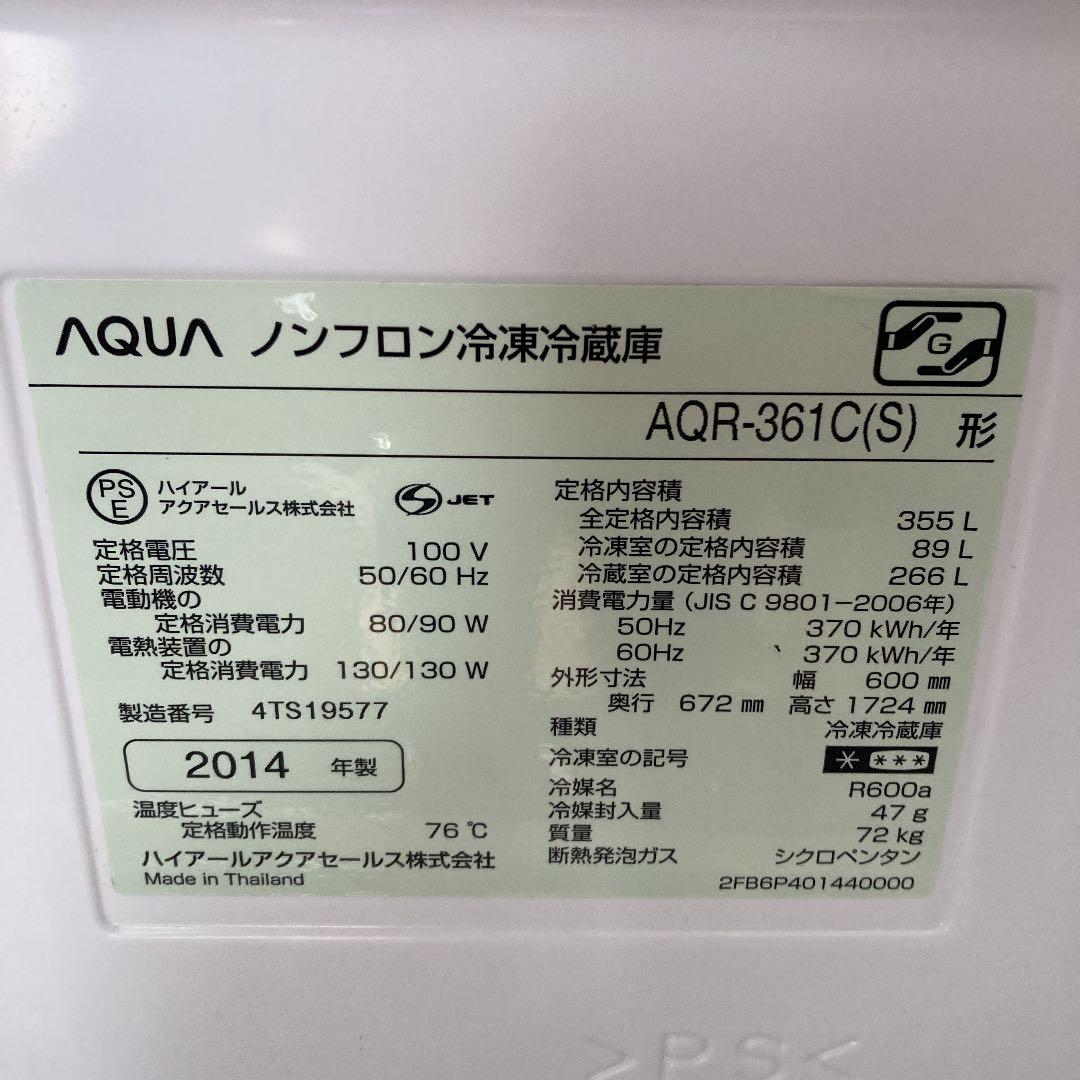 AQUA ノンフロン冷凍冷蔵庫
G
AQR-361C(S) 形
PSE ハイアール
アクアセールス株式会社
S JET
定格電圧 100 V
定格周波数 50/60 Hz
電動機の
定格消費電力 80/90 W
電熱装置の
定格消費電力 130/130 W
製造番号 4TS19577
2014 年製
温度ヒューズ
定格動作温度 76 ℃
ハイアールアクアセールス株式会社
Made in Thailand
定格内容積
全定格内容積 355 L
冷凍室の定格内容積 89 L
冷蔵室の定格内容積 266 L
消費電力量 (JIS C 9801-2006年)
50Hz 370 kWh/年
60Hz 370 kWh/年
外形寸法 幅 600 ㎜
奥行 672 ㎜ 高さ 1724 ㎜
種類 冷凍冷蔵庫
冷凍室の記号 * ***
冷媒名 R600a
冷媒封入量 47 g
質量 72 kg
断熱発泡ガス シクロペンタン
2FB6P401440000
>PS<